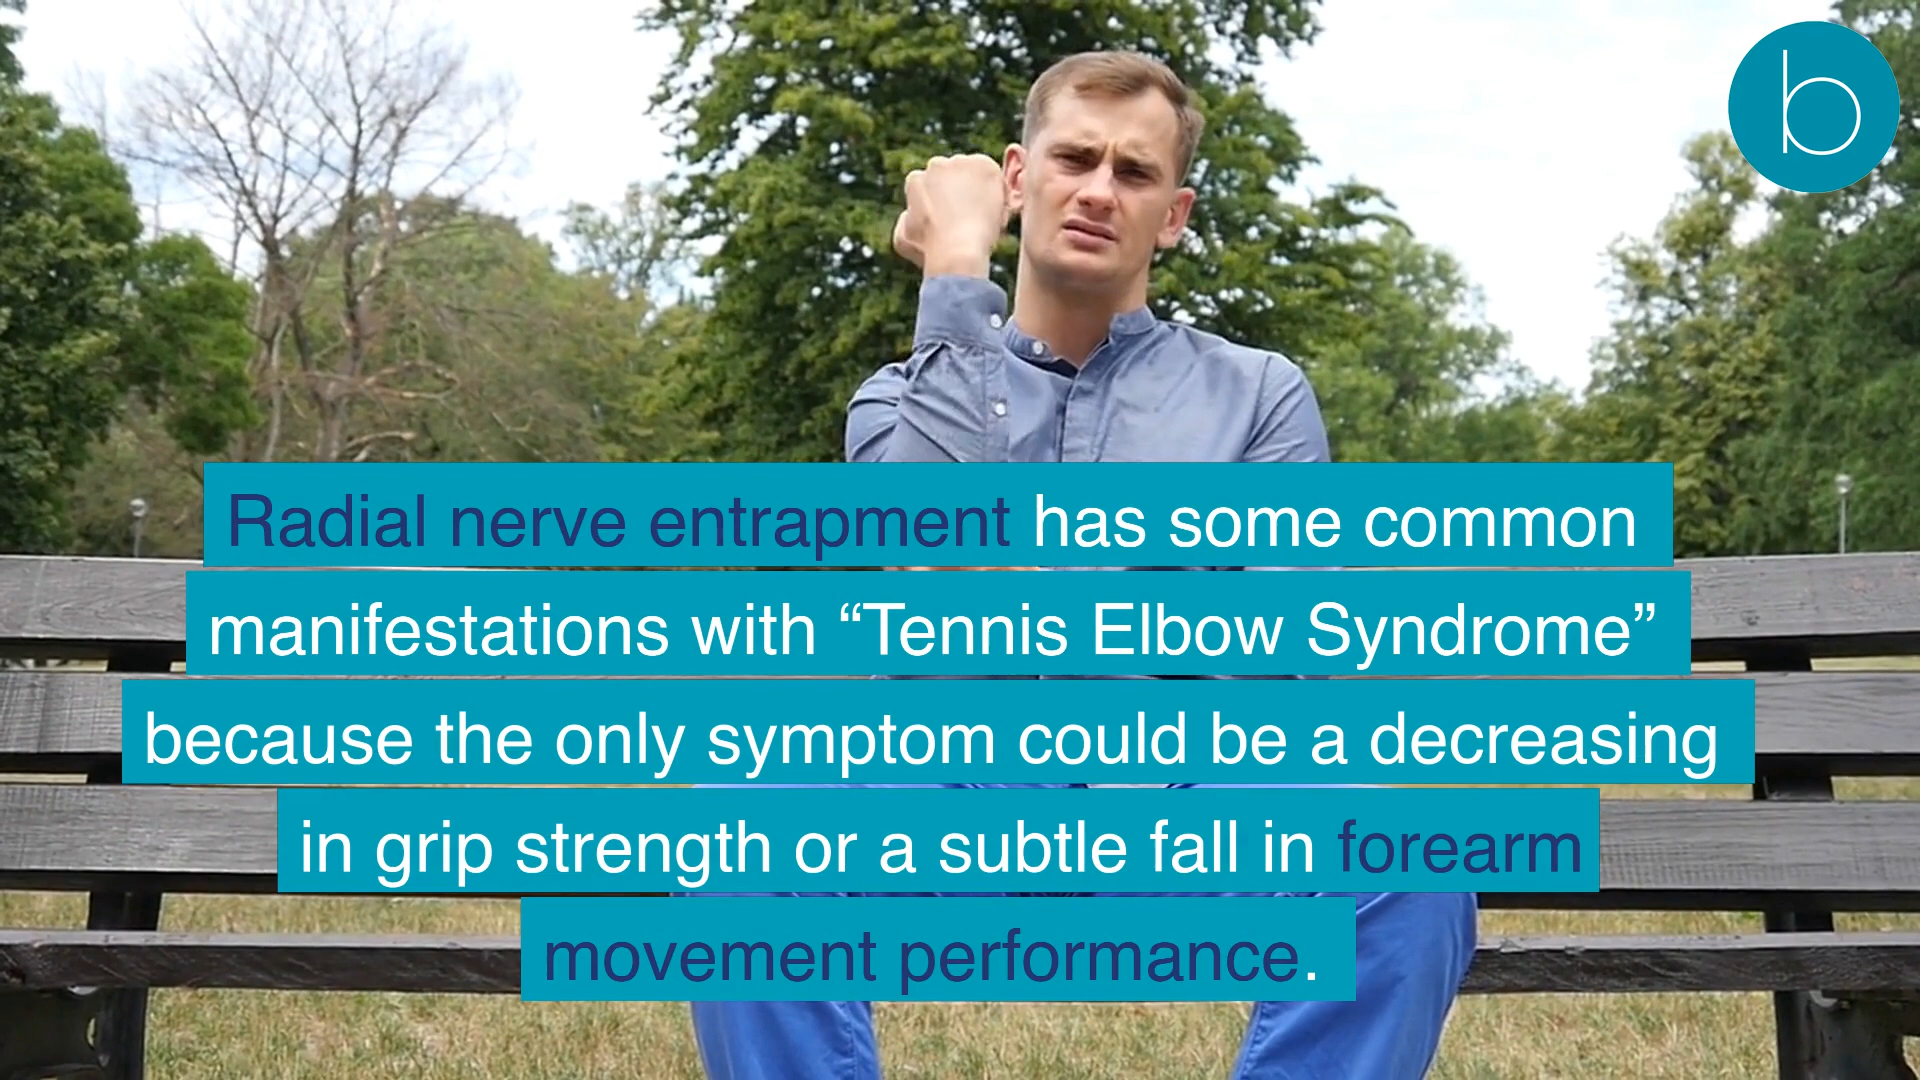 b
Radial nerve entrapment has some common
manifestations with “Tennis Elbow Syndrome”
because the only symptom could be a decreasing
in grip strength or a subtle fall in forearm
movement performance.